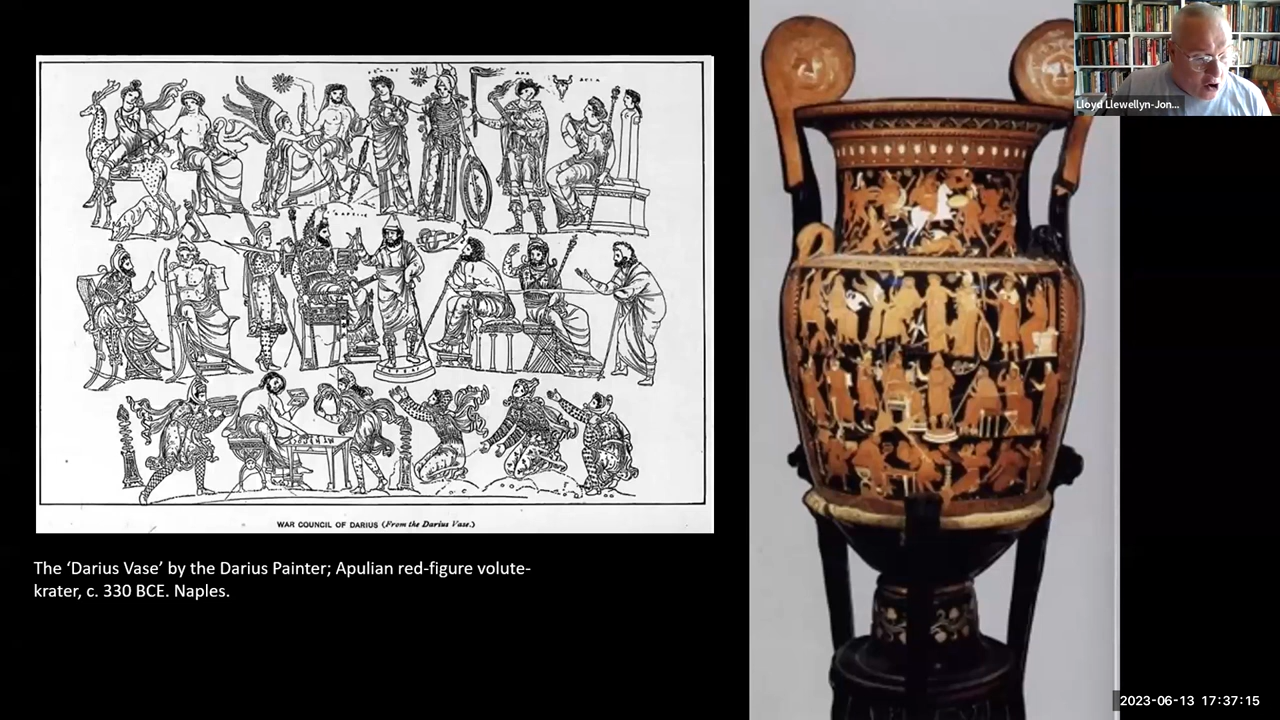 WAR COUNCIL OF DARIUS (From the Darius Vase.)
The ‘Darius Vase’ by the Darius Painter; Apulian red-figure volute-
krater, c. 330 BCE. Naples.
Lloyd Llewellyn-Jon...
2023-06-13 17:37:15